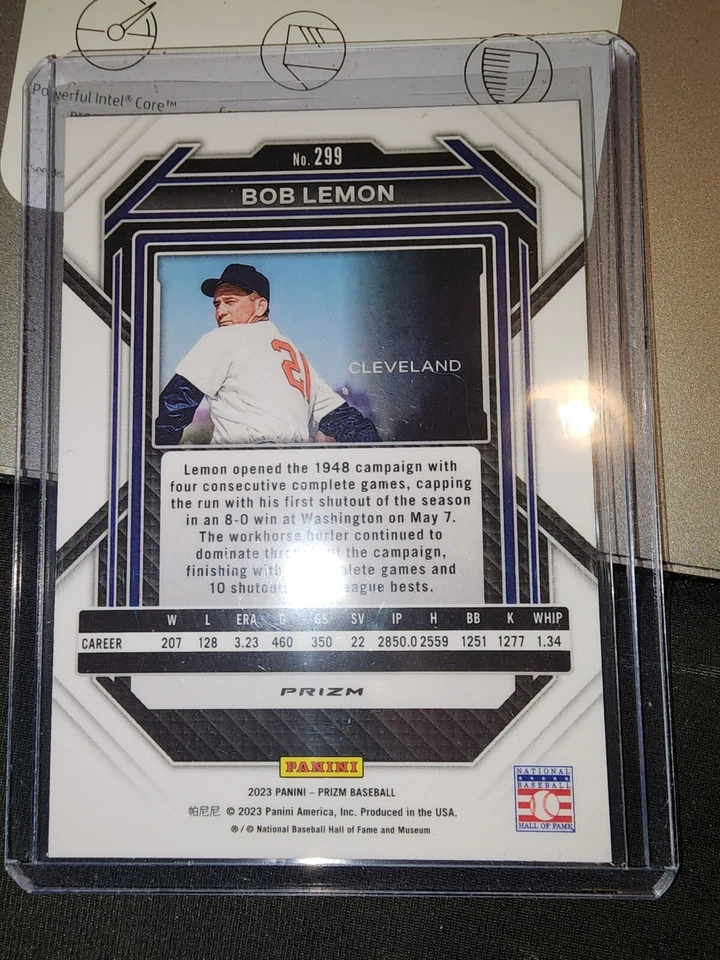 Powerful Intel® Core™
No. 299
BOB LEMON
21
CLEVELAND
Lemon opened the 1948 campaign with
four consecutive complete games, capping
the run with his first shutout of the season
in an 8-0 win at Washington on May 7.
The workhorse hurler continued to
dominate the campaign,
finishing games and
10 bests.
W L ERA G GS SV IP H BB K WHIP
CAREER 207 128 3.23 460 350 22 2850.0 2559 1251 1277 1.34
PRIZM
PANINI
2023 PANINI – PRIZM BASEBALL
帕尼尼 © 2023 Panini America, Inc. Produced in the USA.
® / © National Baseball Hall of Fame and Museum
NATIONAL
BASEBALL
HALL OF FAME